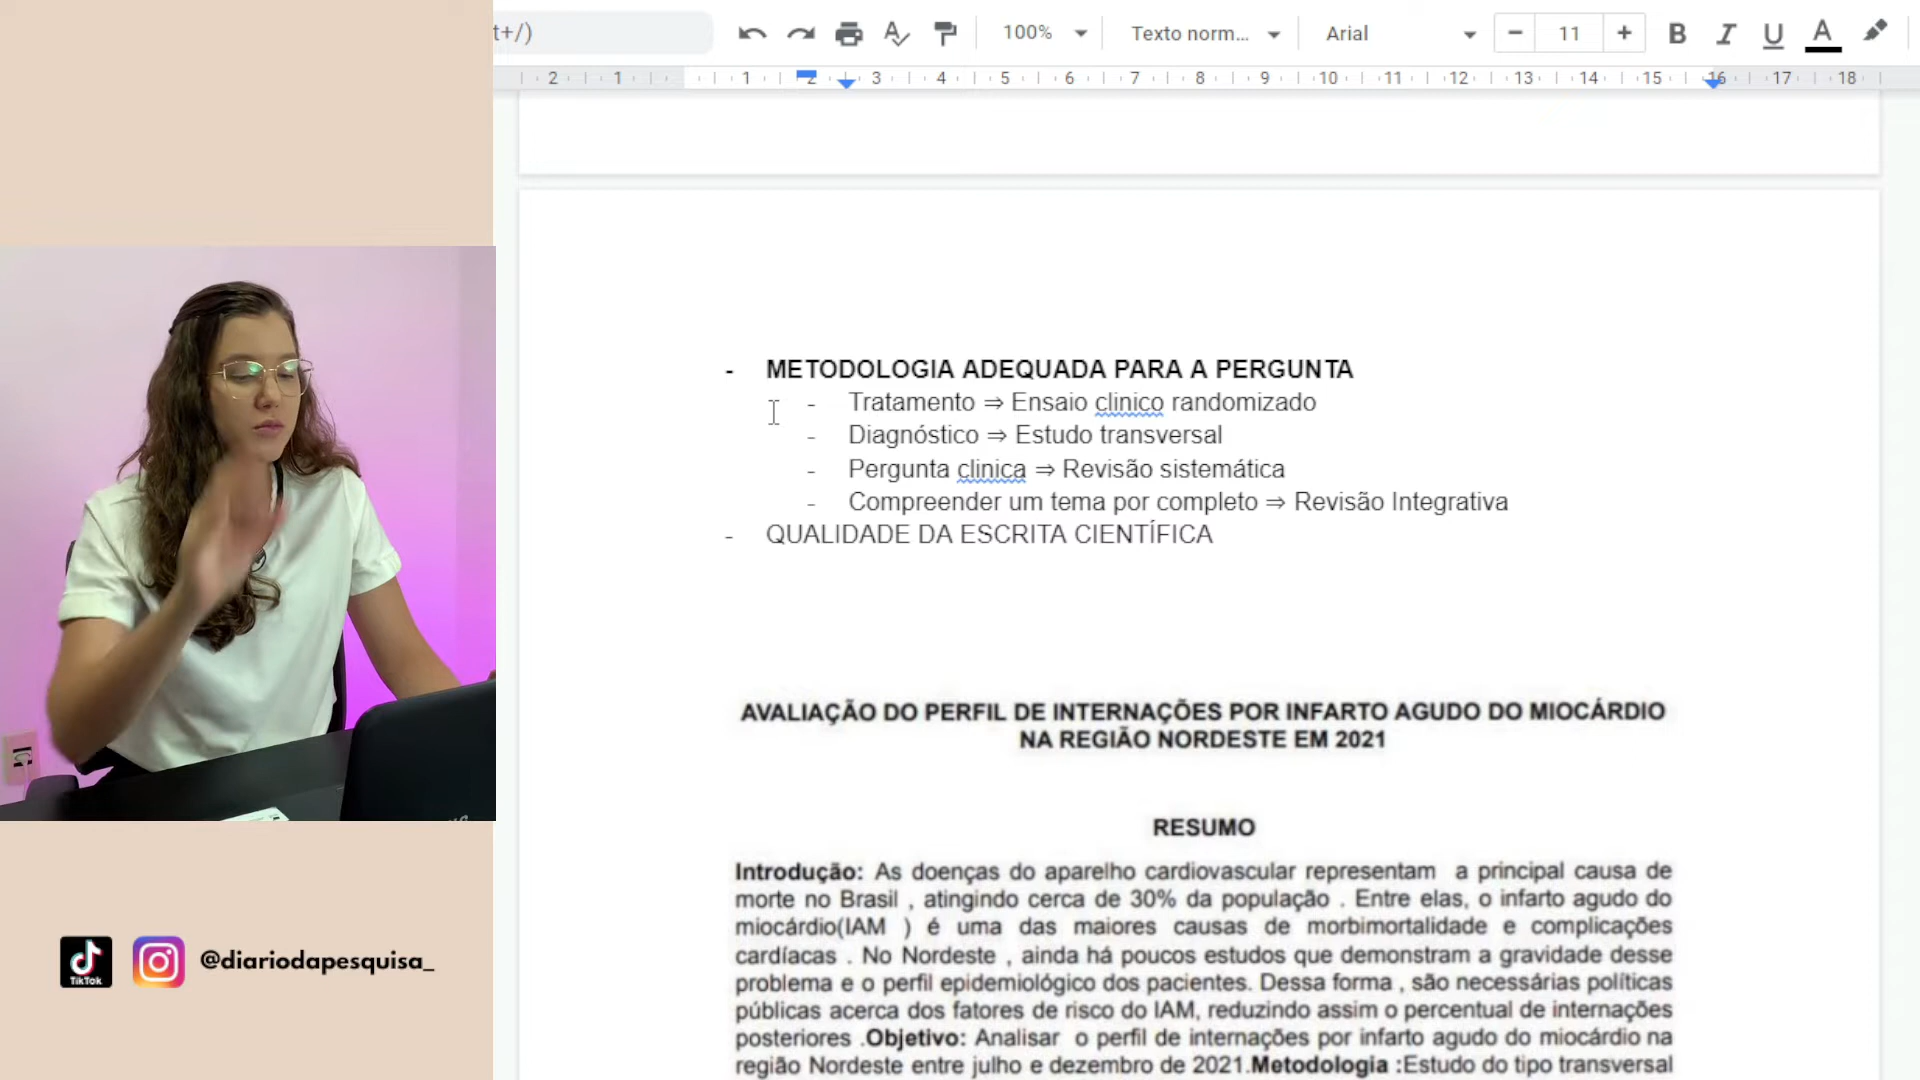 t+/)
100%
Texto norm...
Arial
11
B I U A
2 1 1 2 3 4 5 6 7 8 9 10 11 12 13 14 15 16 17 18
- METODOLOGIA ADEQUADA PARA A PERGUNTA
- Tratamento ⇒ Ensaio clinico randomizado
- Diagnóstico ⇒ Estudo transversal
- Pergunta clinica ⇒ Revisão sistemática
- Compreender um tema por completo ⇒ Revisão Integrativa
- QUALIDADE DA ESCRITA CIENTÍFICA
AVALIAÇÃO DO PERFIL DE INTERNAÇÕES POR INFARTO AGUDO DO MIOCÁRDIO
NA REGIÃO NORDESTE EM 2021
RESUMO
Introdução: As doenças do aparelho cardiovascular representam a principal causa de
morte no Brasil , atingindo cerca de 30% da população . Entre elas, o infarto agudo do
miocárdio(IAM ) é uma das maiores causas de morbimortalidade e complicações
cardíacas . No Nordeste , ainda há poucos estudos que demonstram a gravidade desse
problema e o perfil epidemiológico dos pacientes. Dessa forma , são necessárias políticas
públicas acerca dos fatores de risco do IAM, reduzindo assim o percentual de internações
posteriores .Objetivo: Analisar o perfil de internações por infarto agudo do miocárdio na
região Nordeste entre julho e dezembro de 2021.Metodologia :Estudo do tipo transversal
TikTok
@diariodapesquisa_